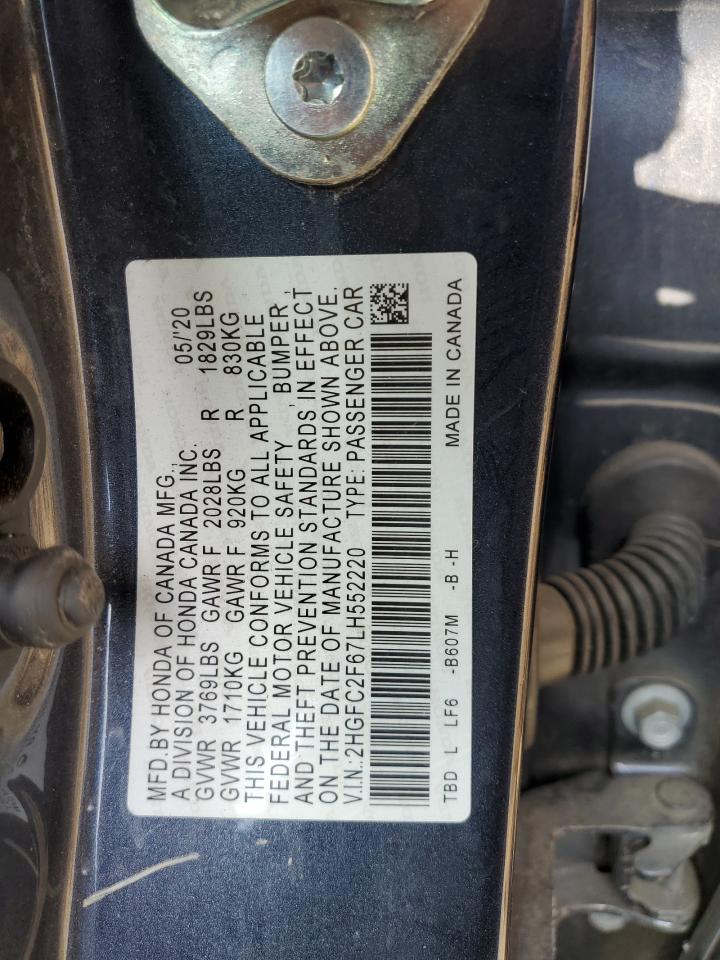 MFD.BY HONDA OF CANADA MFG.,
A DIVISION OF HONDA CANADA INC. 05/'20
GVWR 3769LBS GAWR F 2028LBS R 1829LBS
GVWR 1710KG GAWR F 920KG R 830KG
THIS VEHICLE CONFORMS TO ALL APPLICABLE
FEDERAL MOTOR VEHICLE SAFETY , BUMPER ,
AND THEFT PREVENTION STANDARDS IN EFFECT
ON THE DATE OF MANUFACTURE SHOWN ABOVE.
V.I.N.:2HGFC2F67LH552220 TYPE: PASSENGER CAR
TBD L LF6 -B607M -B -H MADE IN CANADA